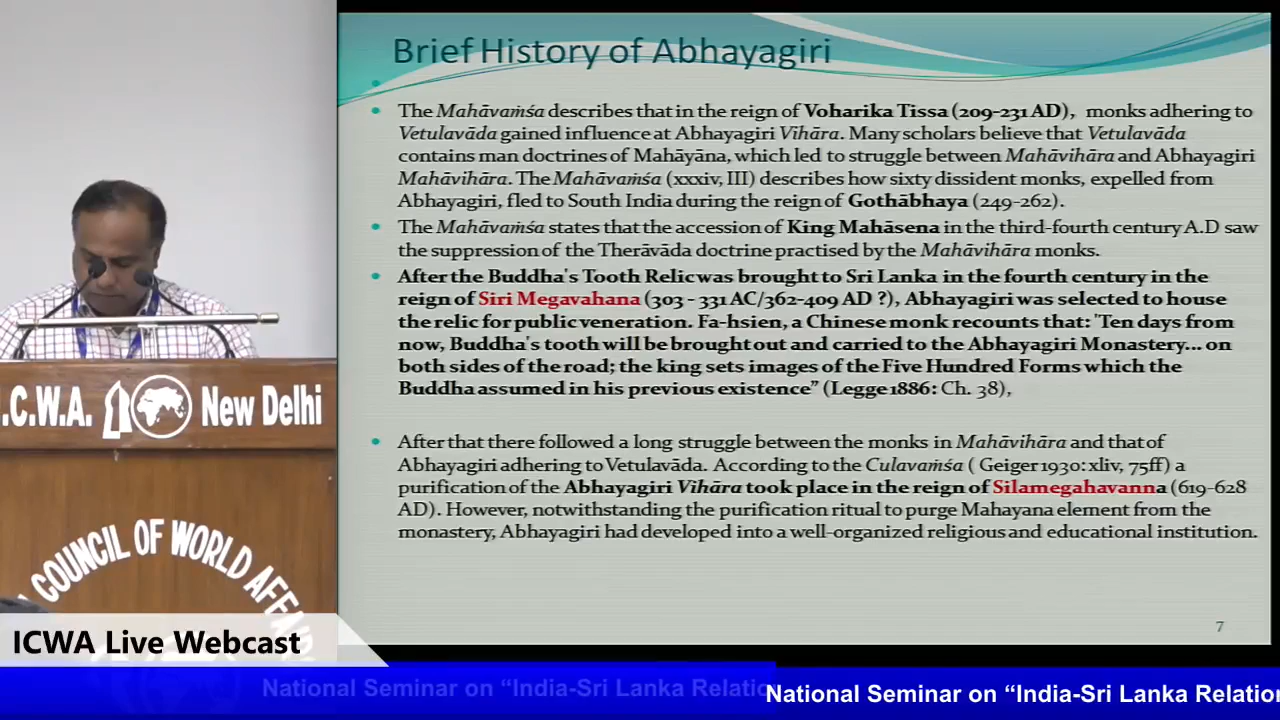 Brief History of Abhayagiri
The Mahāvaṁśa describes that in the reign of Voharika Tissa (209-231 AD), monks adhering to
Vetulavāda gained influence at Abhayagiri Vihāra. Many scholars believe that Vetulavāda
contains man doctrines of Mahāyāna, which led to struggle between Mahāvihāra and Abhayagiri
Mahāvihāra. The Mahāvaṁśa (xxxiv, III) describes how sixty dissident monks, expelled from
Abhayagiri, fled to South India during the reign of Gothābhaya (249-262).
The Mahāvaṁśa states that the accession of King Mahāsena in the third-fourth century A.D saw
the suppression of the Therāvāda doctrine practised by the Mahāvihāra monks.
After the Buddha's Tooth Relic was brought to Sri Lanka in the fourth century in the
reign of Siri Megavahana (303 - 331 AC/362-409 AD ?), Abhayagiri was selected to house
the relic for public veneration. Fa-hsien, a Chinese monk recounts that: 'Ten days from
now, Buddha's tooth will be brought out and carried to the Abhayagiri Monastery... on
both sides of the road; the king sets images of the Five Hundred Forms which the
Buddha assumed in his previous existence” (Legge 1886: Ch. 38),
After that there followed a long struggle between the monks in Mahāvihāra and that of
Abhayagiri adhering to Vetulavāda. According to the Culavaṁśa ( Geiger 1930: xliv, 75ff) a
purification of the Abhayagiri Vihāra took place in the reign of Silamegahavanna (619-628
AD). However, notwithstanding the purification ritual to purge Mahayana element from the
monastery, Abhayagiri had developed into a well-organized religious and educational institution.
7
.C.W.A. New Delhi
COUNCIL OF WORLD AFFAI
ICWA Live Webcast
National Seminar on “India-Sri Lanka Relatio
National Seminar on “India-Sri Lanka Relation